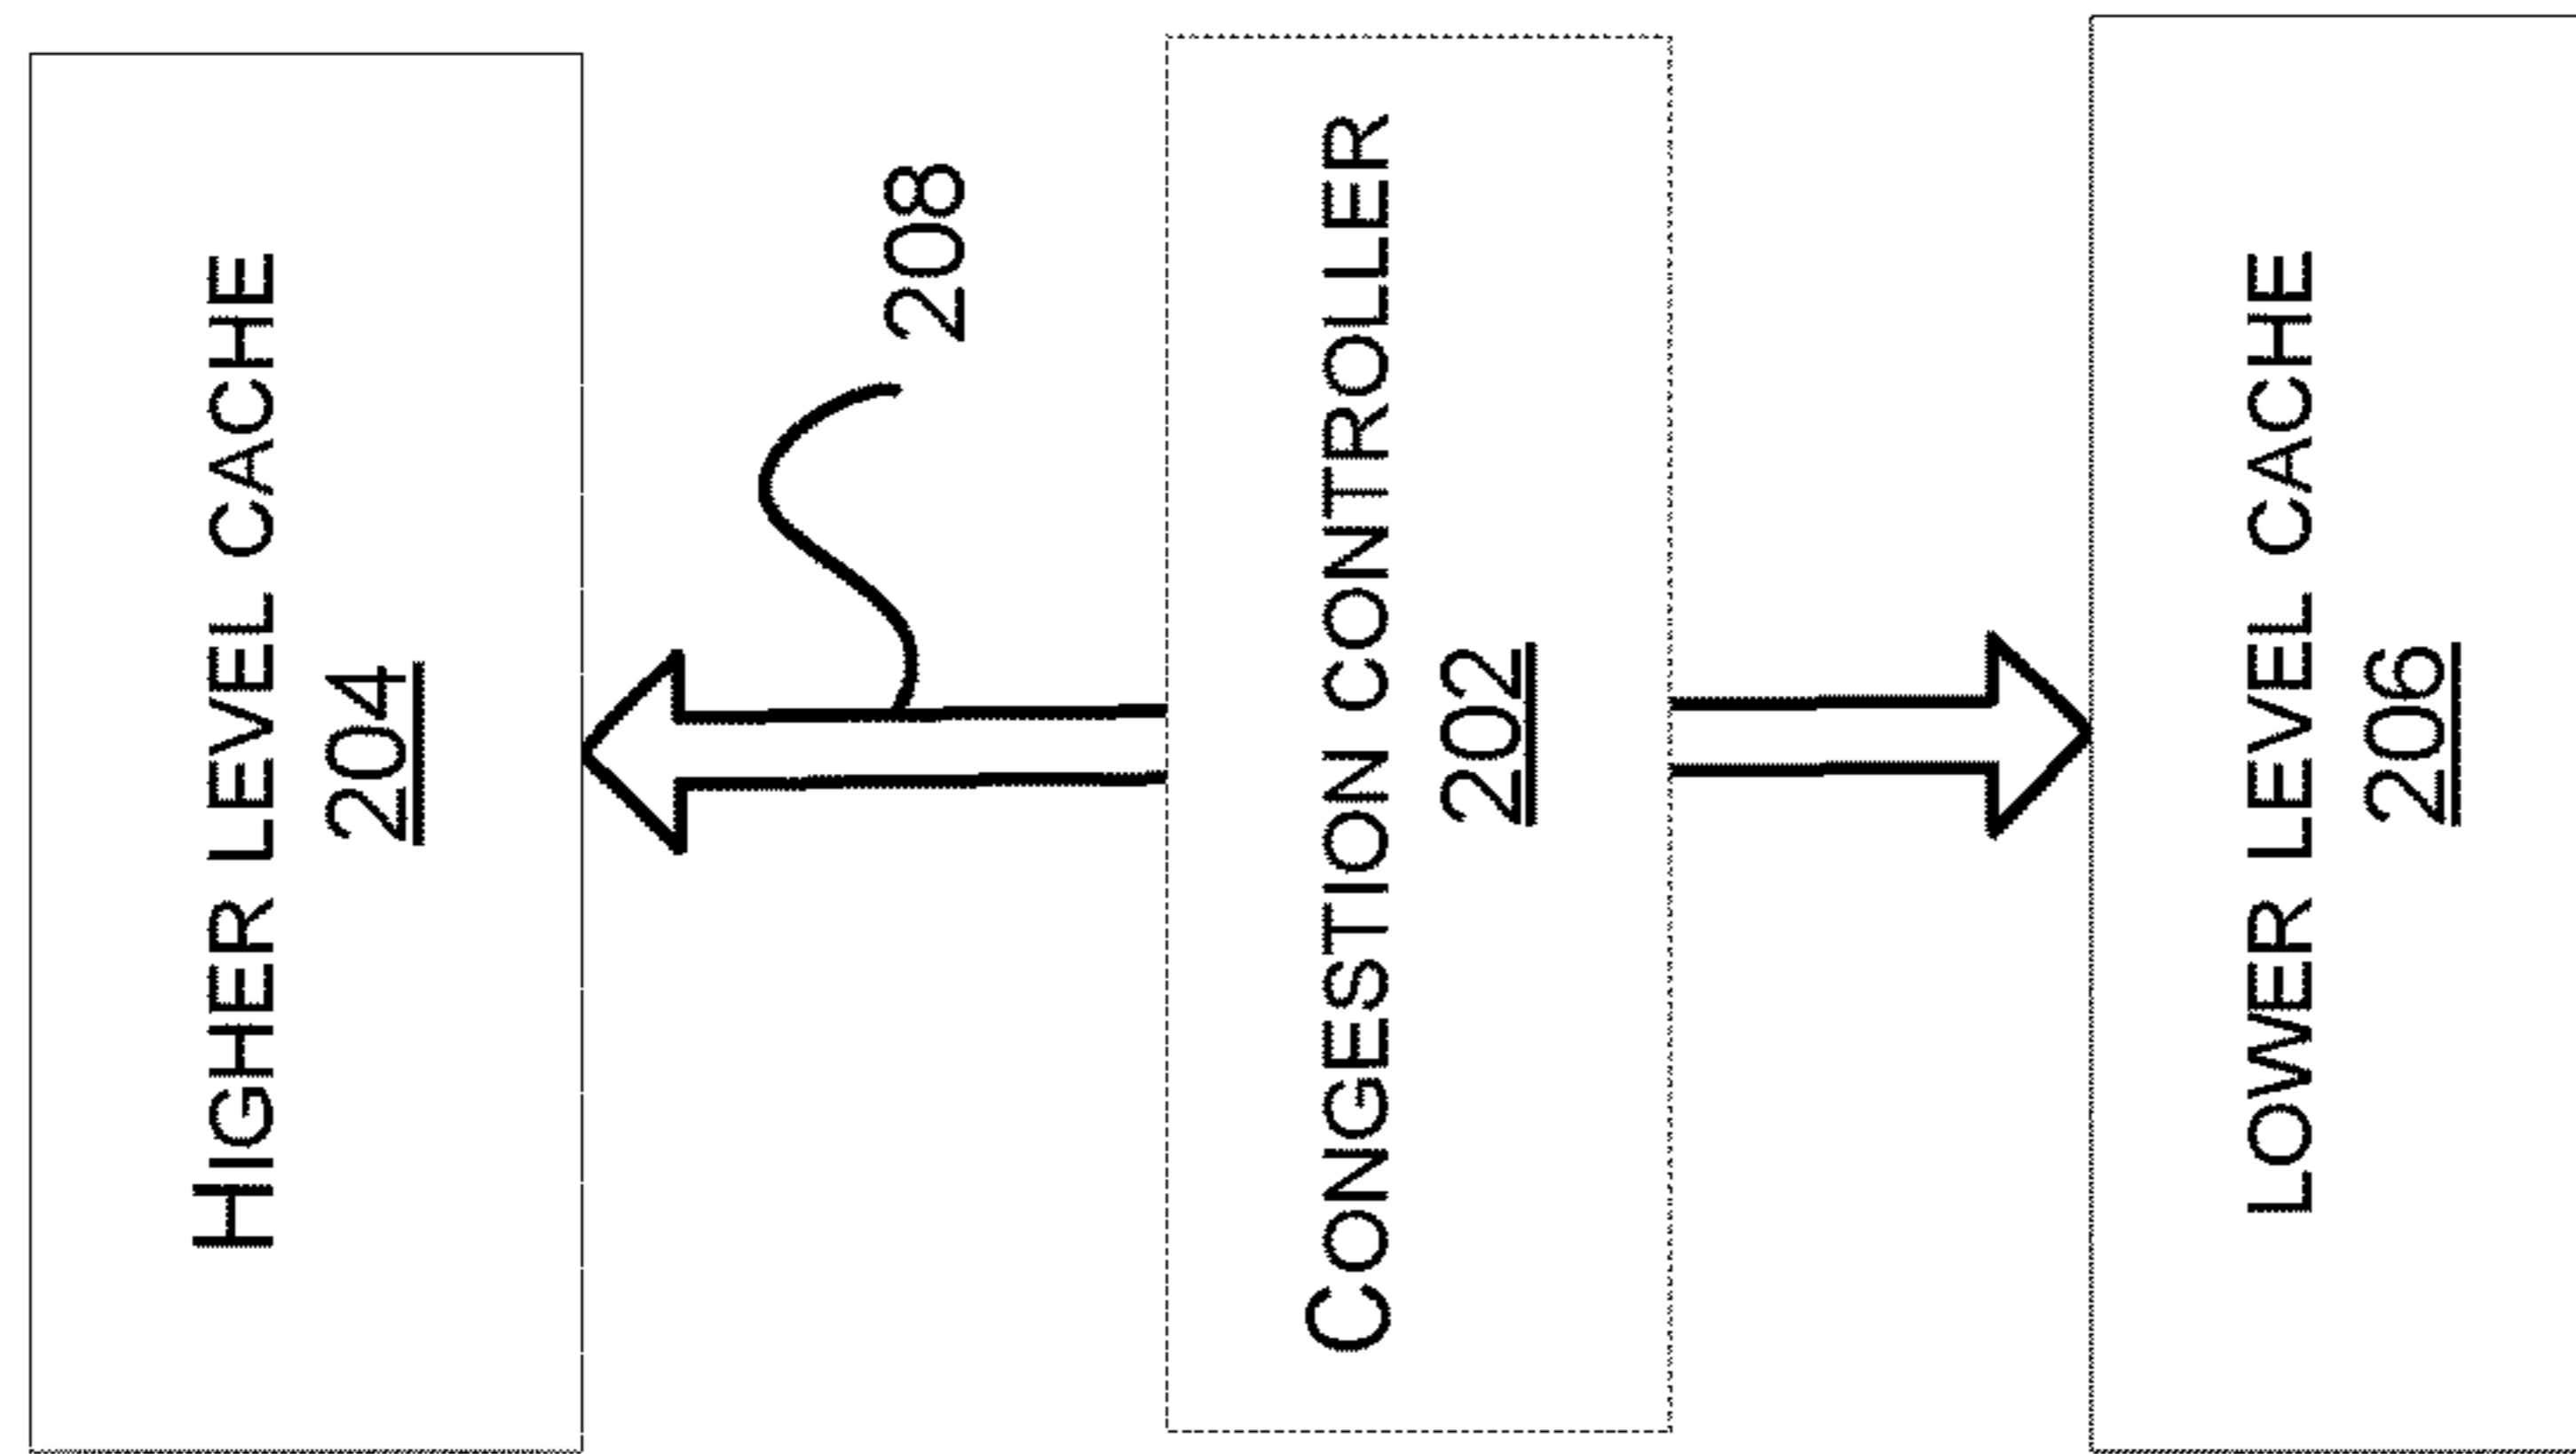 HIGHER LEVEL CACHE
204
208
CONGESTION CONTROLLER
202
LOWER LEVEL CACHE
206